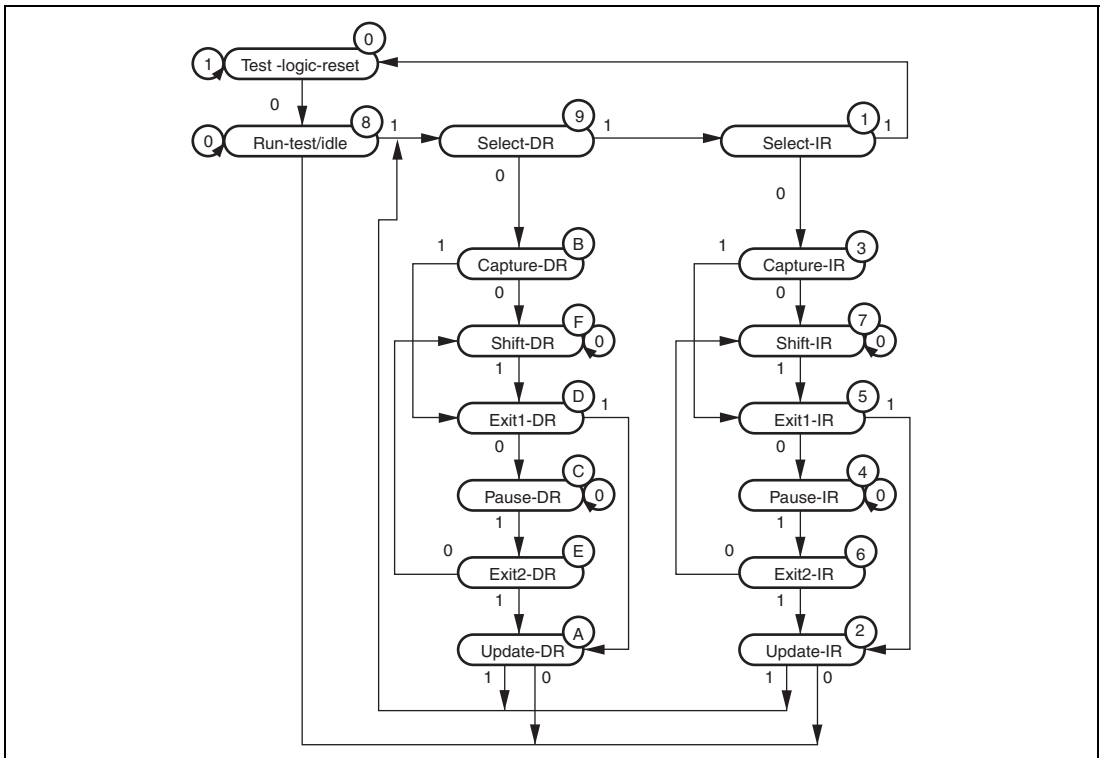 0
1 Test -logic-reset
0
8 1 9 1 1 1
0 Run-test/idle Select-DR Select-IR
0 0
1 B 1 3
Capture-DR Capture-IR
0 0
F 7
Shift-DR 0 Shift-IR 0
1 1
D 1 5 1
Exit1-DR Exit1-IR
0 0
C 4
Pause-DR 0 Pause-IR 0
1 1
0 E 0 6
Exit2-DR Exit2-IR
1 1
A 2
Update-DR Update-IR
1 0 1 0